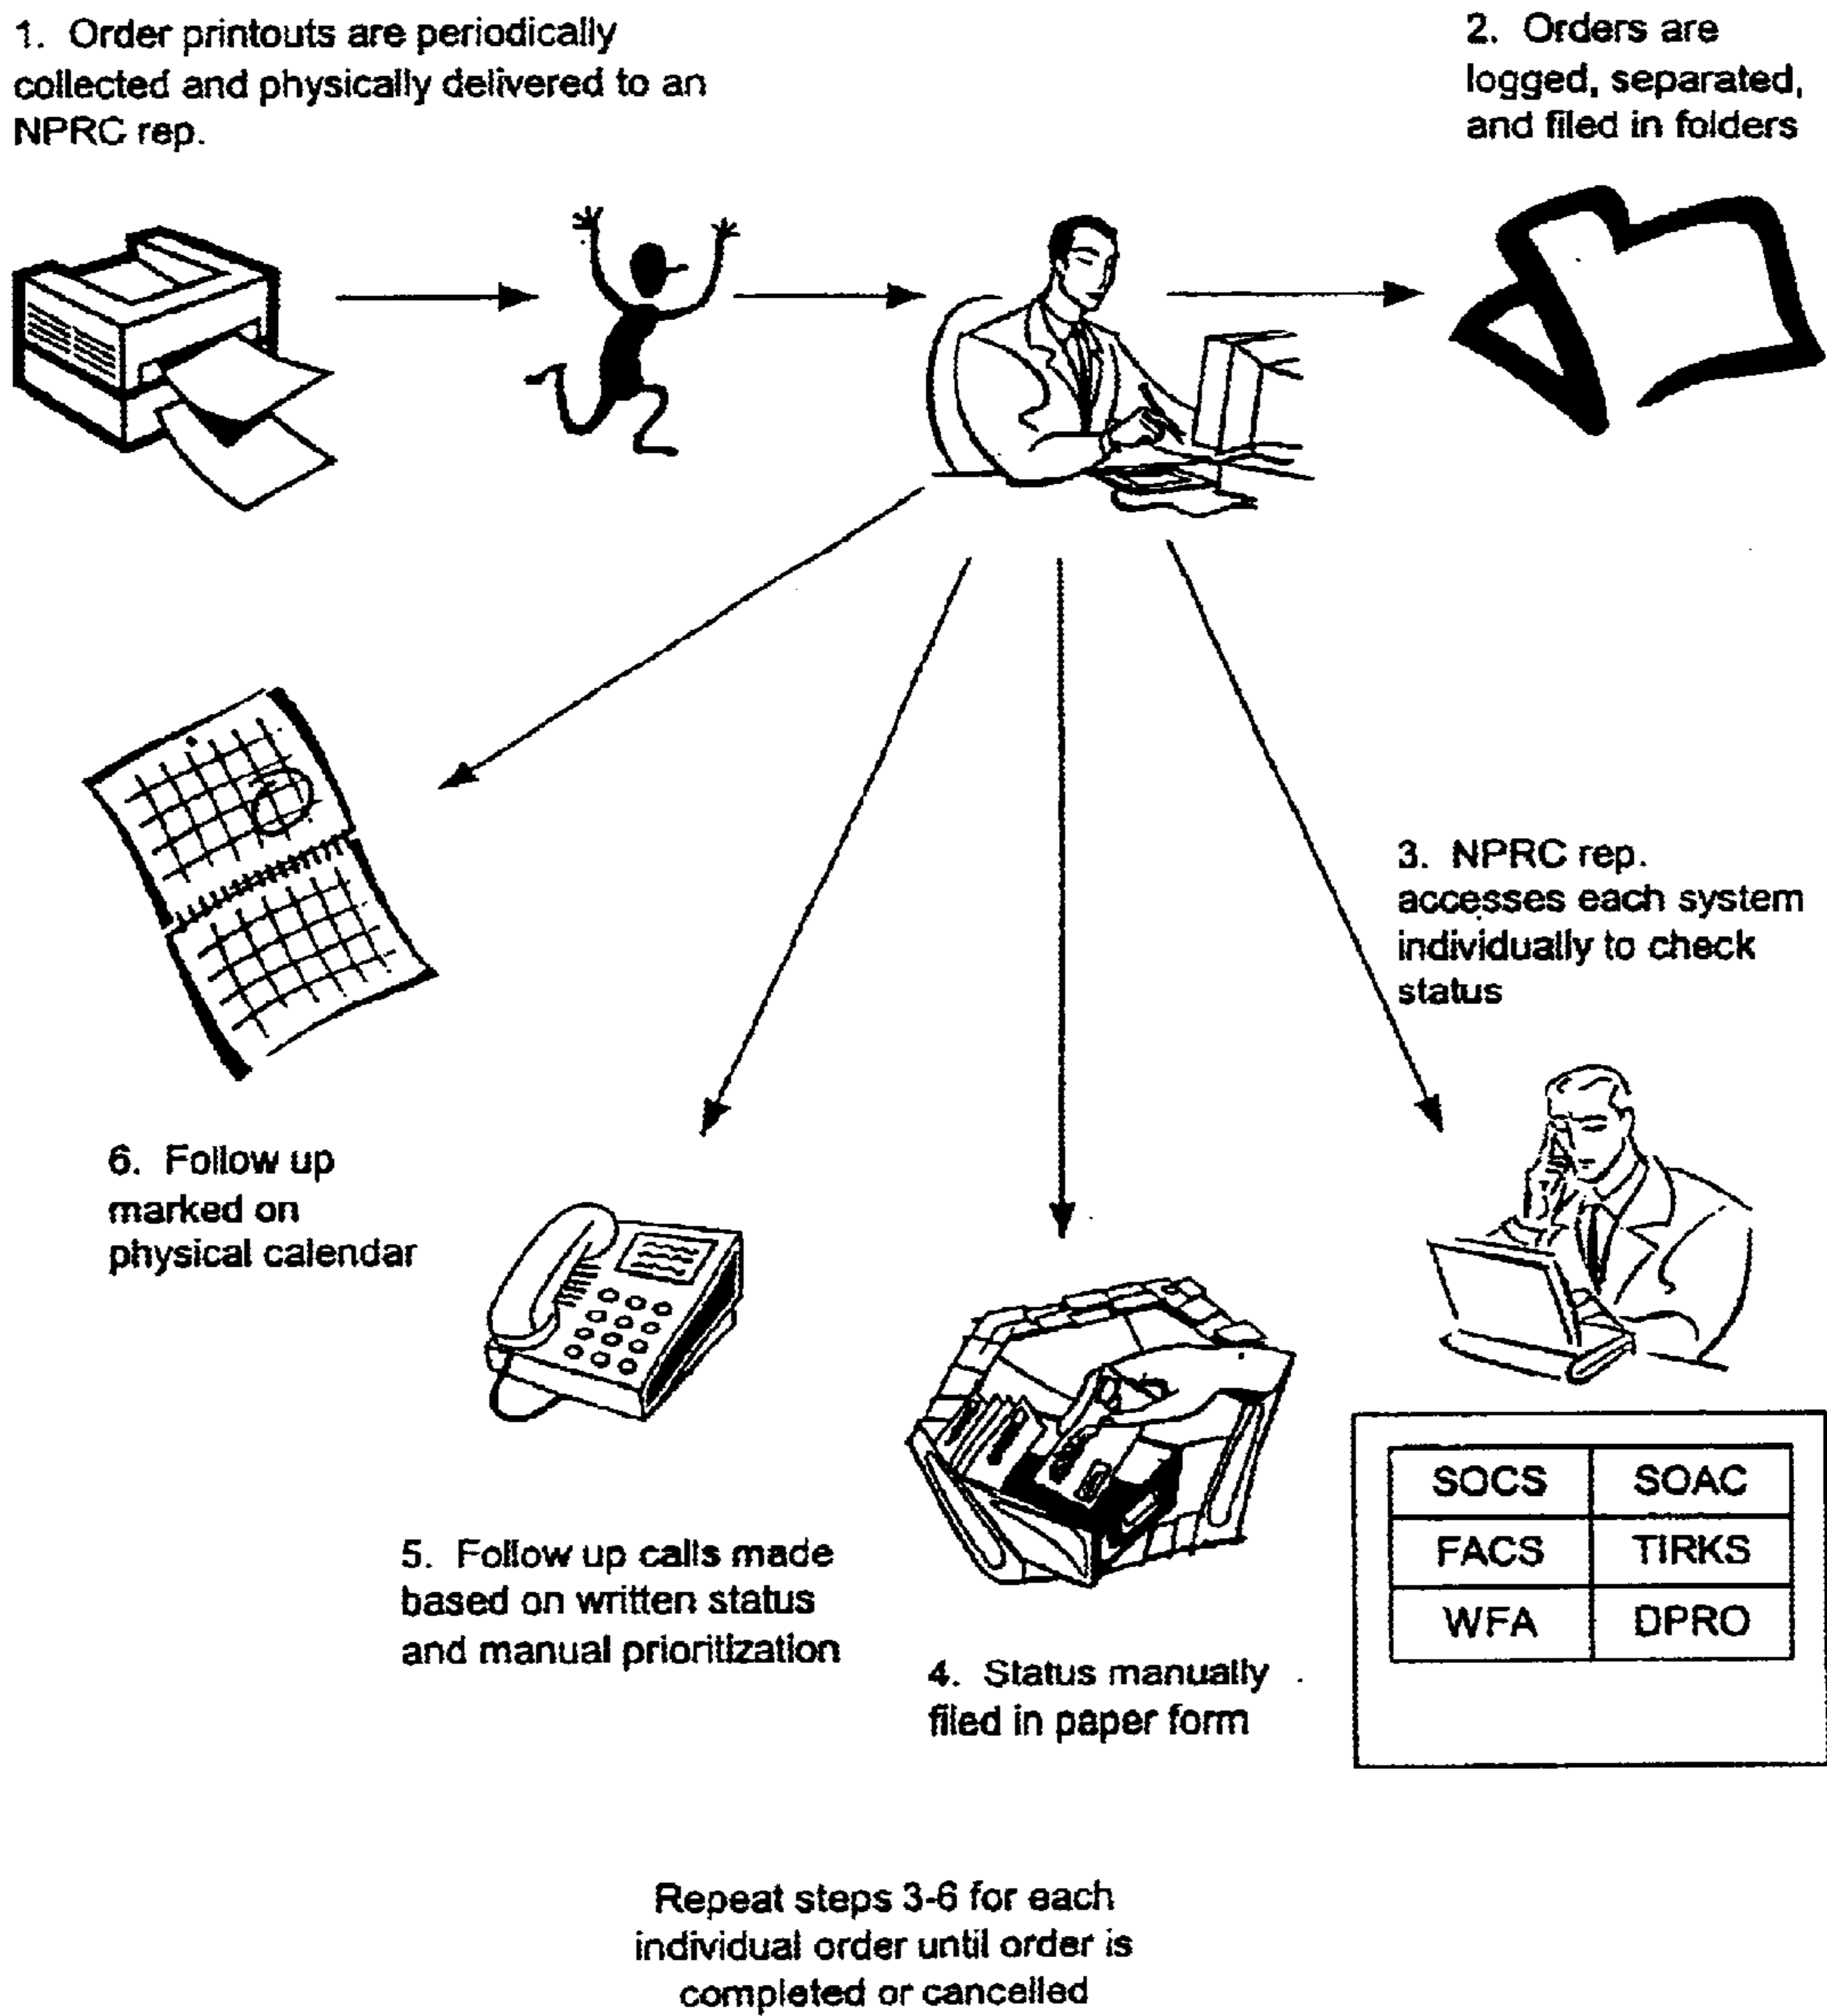 1. Order printouts are periodically
collected and physically delivered to an
NPRC rep.
2. Orders are
logged, separated,
and filed in folders
3. NPRC rep.
accesses each system
individually to check
status
6. Follow up
marked on
physical calendar
5. Follow up calls made
based on written status
and manual prioritization
4. Status manually
filed in paper form
SOCS SOAC
FACS TIRKS
WFA DPRO
Repeat steps 3-6 for each
individual order until order is
completed or cancelled